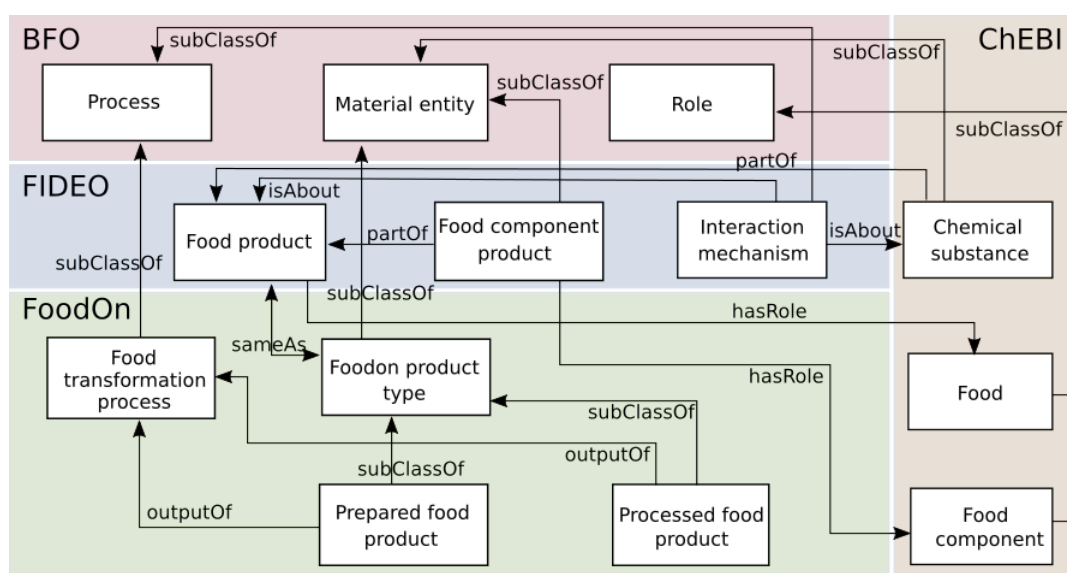 BFO
ChEBI
subClassOf
subClassOf
subClassOf
Process
Material entity
Role
subClassOf
partOf
FIDEO
isAbout
Food product
partOf
Food component
product
Interaction
mechanism
isAbout
Chemical
substance
subClassOf
subClassOf
FoodOn
hasRole
sameAs
Food
transformation
process
Foodon product
type
hasRole
Food
subClassOf
outputOf
subClassOf
outputOf
Prepared food
product
Processed food
product
Food
component